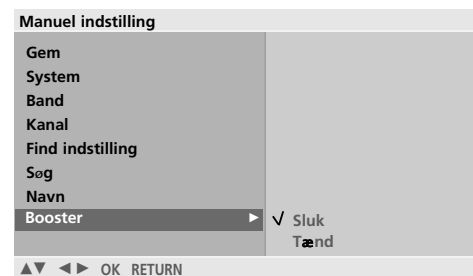 Manuel indstilling
Gem
System
Band
Kanal
Find indstilling
Søg
Navn
Booster ► √ Sluk
Tænd
▲▼ ◄► OK RETURN